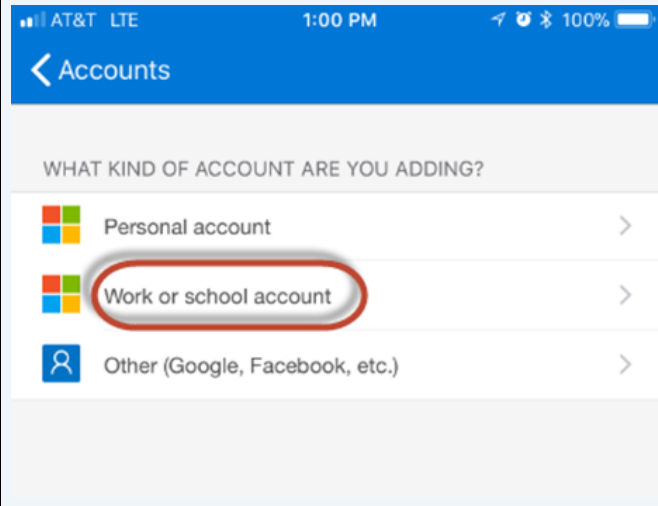 AT&T LTE 1:00 PM 100%
Accounts
WHAT KIND OF ACCOUNT ARE YOU ADDING?
Personal account
Work or school account
Other (Google, Facebook, etc.)